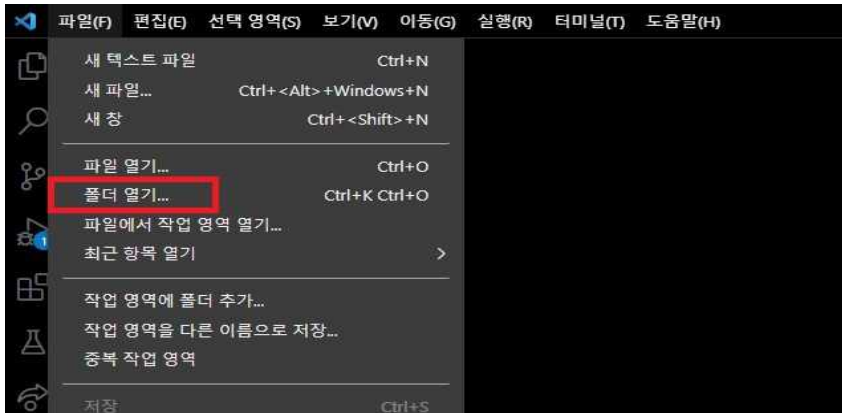 파일(F) 편집(E) 선택 영역(S) 보기(V) 이동(G) 실행(R) 터미널(T) 도움말(H)
새 텍스트 파일 Ctrl+N
새 파일... Ctrl+<Alt>+Windows+N
새 창 Ctrl+<Shift>+N
파일 열기... Ctrl+O
폴더 열기... Ctrl+K Ctrl+O
파일에서 작업 영역 열기...
최근 항목 열기
작업 영역에 폴더 추가...
작업 영역을 다른 이름으로 저장...
중복 작업 영역
저장 Ctrl+S
1